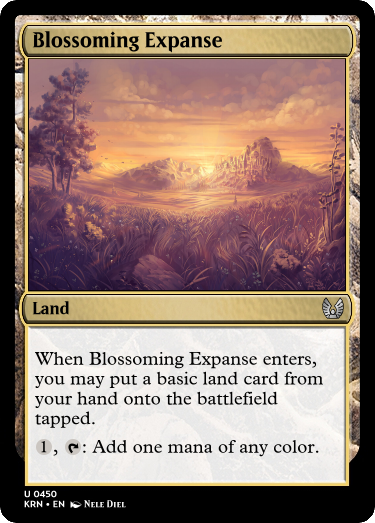 Blossoming Expanse
Land
When Blossoming Expanse enters,
you may put a basic land card from
your hand onto the battlefield
tapped.
1, : Add one mana of any color.
U 0450
KRN • EN Nele Diel